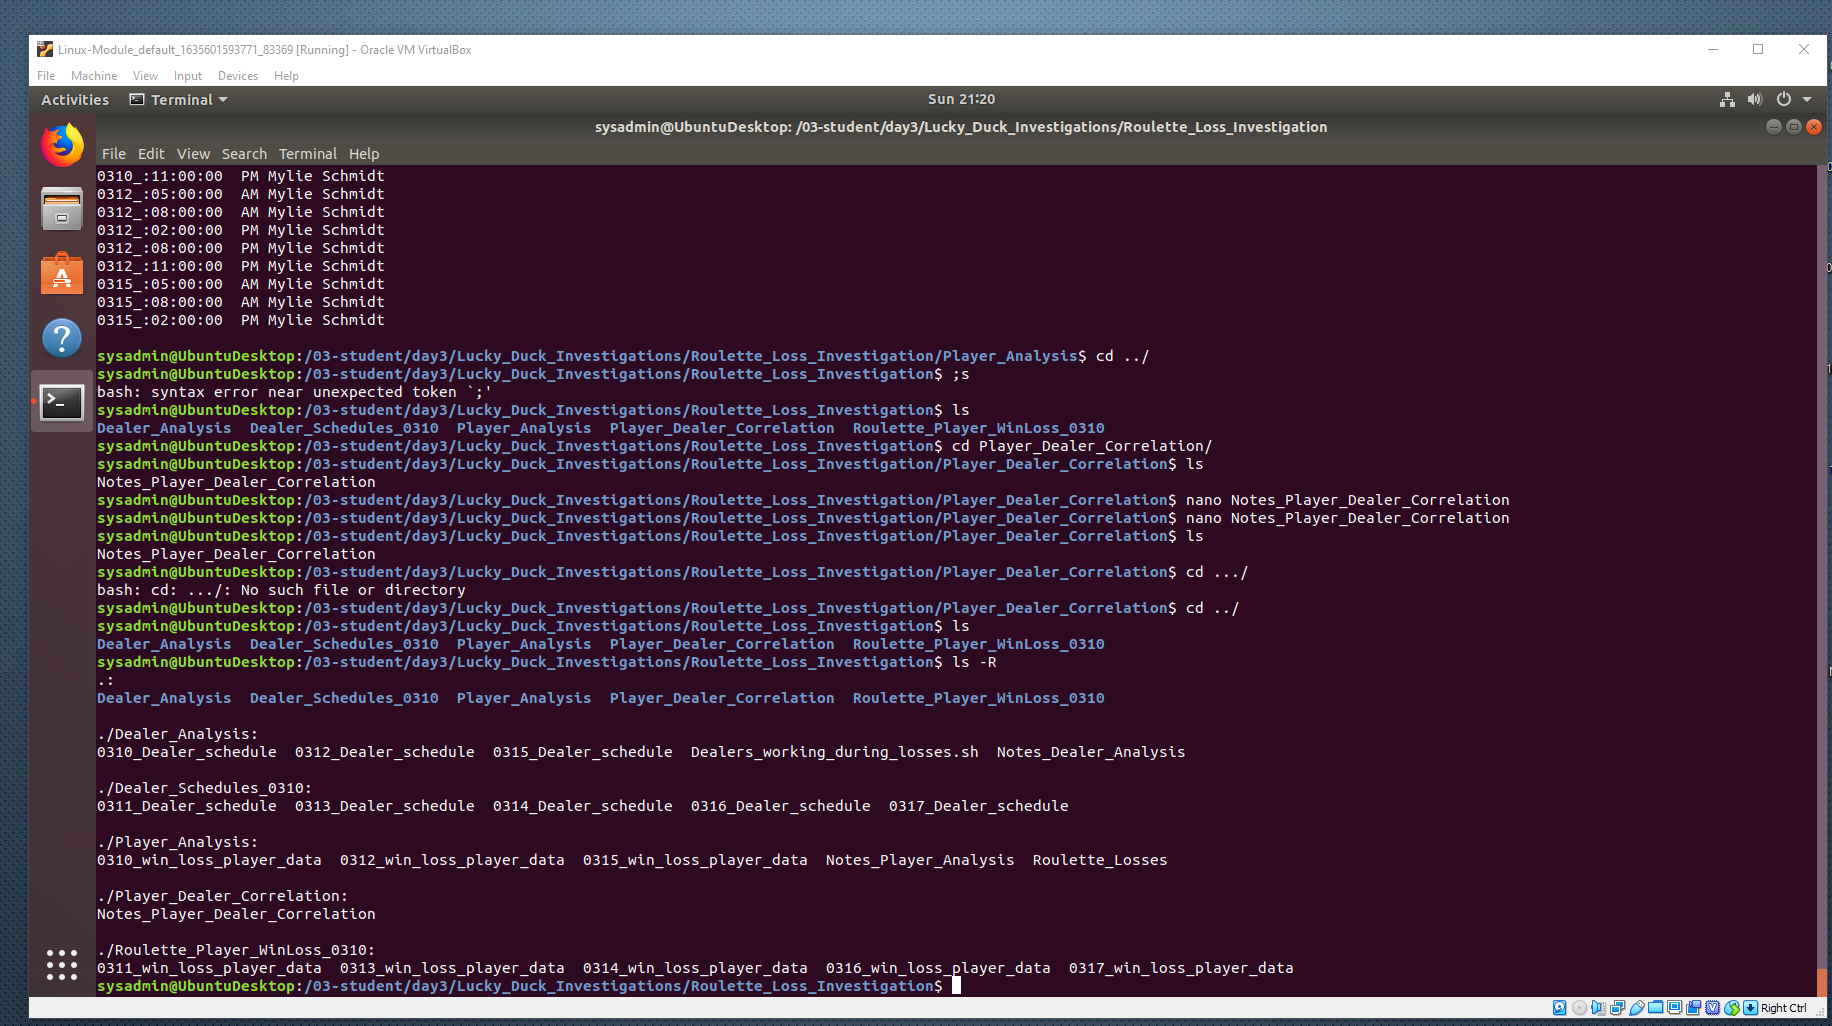 Linux-Module_default_1635601593771_83369 [Running] - Oracle VM VirtualBox
File Machine View Input Devices Help
Activities Terminal Sun 21:20
sysadmin@UbuntuDesktop: /03-student/day3/Lucky_Duck_Investigations/Roulette_Loss_Investigation
File Edit View Search Terminal Help
0310_:11:00:00  PM Mylie Schmidt
0312_:05:00:00  AM Mylie Schmidt
0312_:08:00:00  AM Mylie Schmidt
0312_:02:00:00  PM Mylie Schmidt
0312_:08:00:00  PM Mylie Schmidt
0312_:11:00:00  PM Mylie Schmidt
0315_:05:00:00  AM Mylie Schmidt
0315_:08:00:00  AM Mylie Schmidt
0315_:02:00:00  PM Mylie Schmidt
sysadmin@UbuntuDesktop:/03-student/day3/Lucky_Duck_Investigations/Roulette_Loss_Investigation/Player_Analysis$ cd ../
sysadmin@UbuntuDesktop:/03-student/day3/Lucky_Duck_Investigations/Roulette_Loss_Investigation$ ;s
bash: syntax error near unexpected token `;'
sysadmin@UbuntuDesktop:/03-student/day3/Lucky_Duck_Investigations/Roulette_Loss_Investigation$ ls
Dealer_Analysis  Dealer_Schedules_0310  Player_Analysis  Player_Dealer_Correlation  Roulette_Player_WinLoss_0310
sysadmin@UbuntuDesktop:/03-student/day3/Lucky_Duck_Investigations/Roulette_Loss_Investigation$ cd Player_Dealer_Correlation/
sysadmin@UbuntuDesktop:/03-student/day3/Lucky_Duck_Investigations/Roulette_Loss_Investigation/Player_Dealer_Correlation$ ls
Notes_Player_Dealer_Correlation
sysadmin@UbuntuDesktop:/03-student/day3/Lucky_Duck_Investigations/Roulette_Loss_Investigation/Player_Dealer_Correlation$ nano Notes_Player_Dealer_Correlation
sysadmin@UbuntuDesktop:/03-student/day3/Lucky_Duck_Investigations/Roulette_Loss_Investigation/Player_Dealer_Correlation$ nano Notes_Player_Dealer_Correlation
sysadmin@UbuntuDesktop:/03-student/day3/Lucky_Duck_Investigations/Roulette_Loss_Investigation/Player_Dealer_Correlation$ ls
Notes_Player_Dealer_Correlation
sysadmin@UbuntuDesktop:/03-student/day3/Lucky_Duck_Investigations/Roulette_Loss_Investigation/Player_Dealer_Correlation$ cd .../
bash: cd: .../: No such file or directory
sysadmin@UbuntuDesktop:/03-student/day3/Lucky_Duck_Investigations/Roulette_Loss_Investigation/Player_Dealer_Correlation$ cd ../
sysadmin@UbuntuDesktop:/03-student/day3/Lucky_Duck_Investigations/Roulette_Loss_Investigation$ ls
Dealer_Analysis  Dealer_Schedules_0310  Player_Analysis  Player_Dealer_Correlation  Roulette_Player_WinLoss_0310
sysadmin@UbuntuDesktop:/03-student/day3/Lucky_Duck_Investigations/Roulette_Loss_Investigation$ ls -R
.:
Dealer_Analysis  Dealer_Schedules_0310  Player_Analysis  Player_Dealer_Correlation  Roulette_Player_WinLoss_0310
./Dealer_Analysis:
0310_Dealer_schedule  0312_Dealer_schedule  0315_Dealer_schedule  Dealers_working_during_losses.sh  Notes_Dealer_Analysis
./Dealer_Schedules_0310:
0311_Dealer_schedule  0313_Dealer_schedule  0314_Dealer_schedule  0316_Dealer_schedule  0317_Dealer_schedule
./Player_Analysis:
0310_win_loss_player_data  0312_win_loss_player_data  0315_win_loss_player_data  Notes_Player_Analysis  Roulette_Losses
./Player_Dealer_Correlation:
Notes_Player_Dealer_Correlation
./Roulette_Player_WinLoss_0310:
0311_win_loss_player_data  0313_win_loss_player_data  0314_win_loss_player_data  0316_win_loss_player_data  0317_win_loss_player_data
sysadmin@UbuntuDesktop:/03-student/day3/Lucky_Duck_Investigations/Roulette_Loss_Investigation$
Right Ctrl